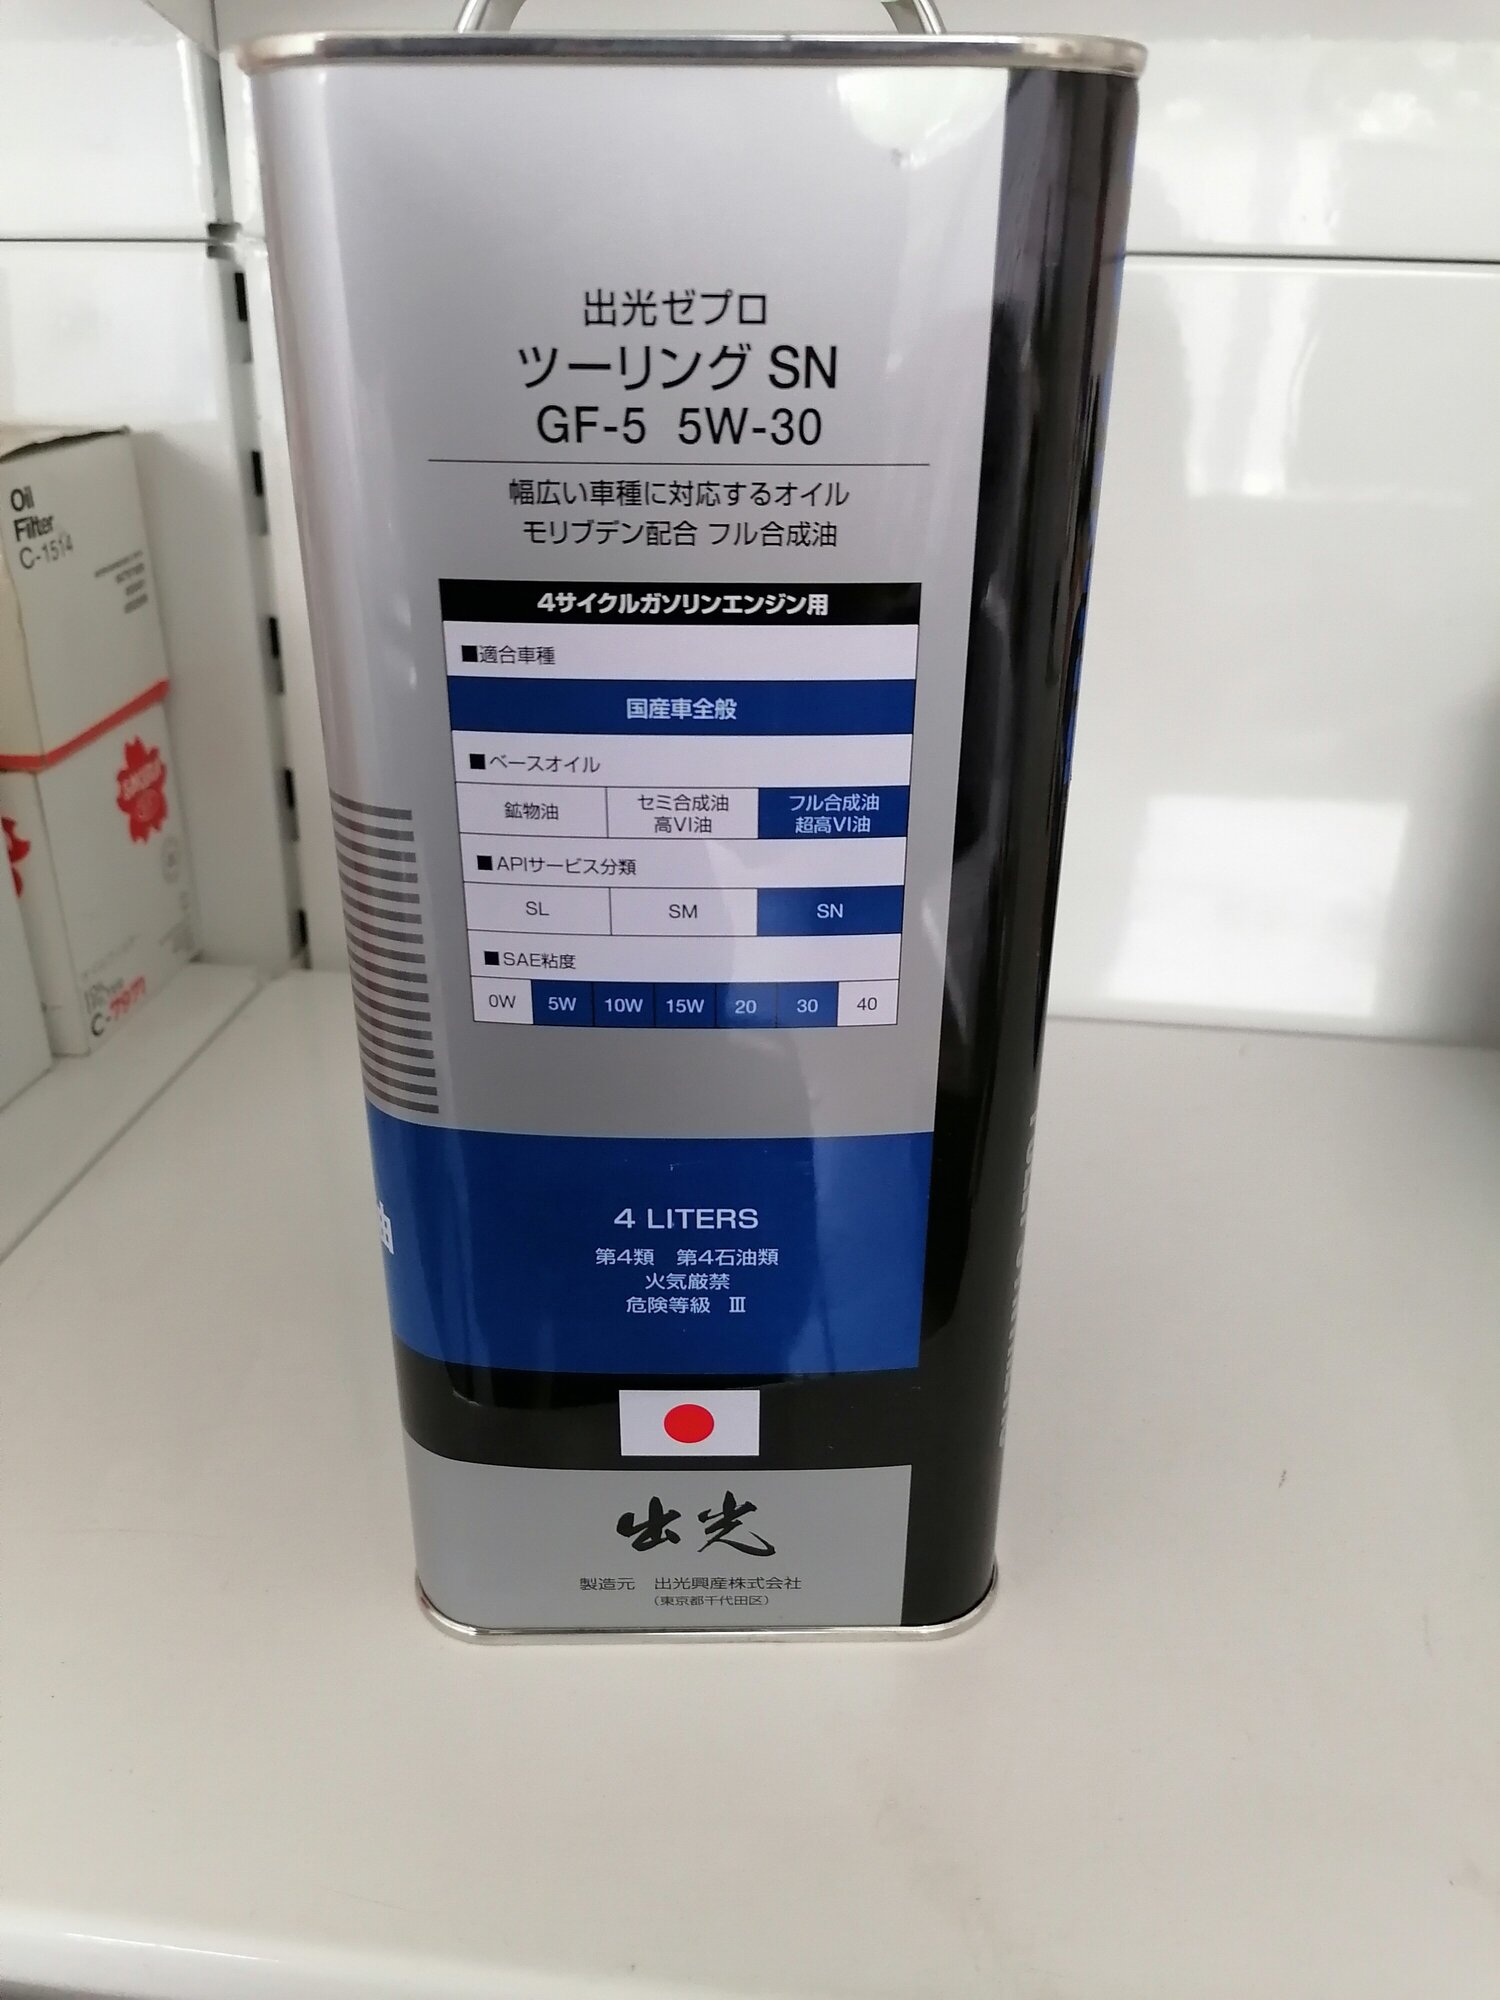 出光ゼプロ
ツーリング SN
GF-5 5W-30
幅広い車種に対応するオイル
モリブデン配合 フル合成油
4サイクルガソリンエンジン用
■適合車種
国産車全般
■ベースオイル
鉱物油
セミ合成油
高VI油
フル合成油
超高VI油
■APIサービス分類
SL
SM
SN
■SAE粘度
0W 5W 10W 15W 20 30 40
4 LITERS
第4類 第4石油類
火気厳禁
危険等級 Ⅲ
出光
製造元 出光興産株式会社
(東京都千代田区)
油
Oil
Filter
C-1514